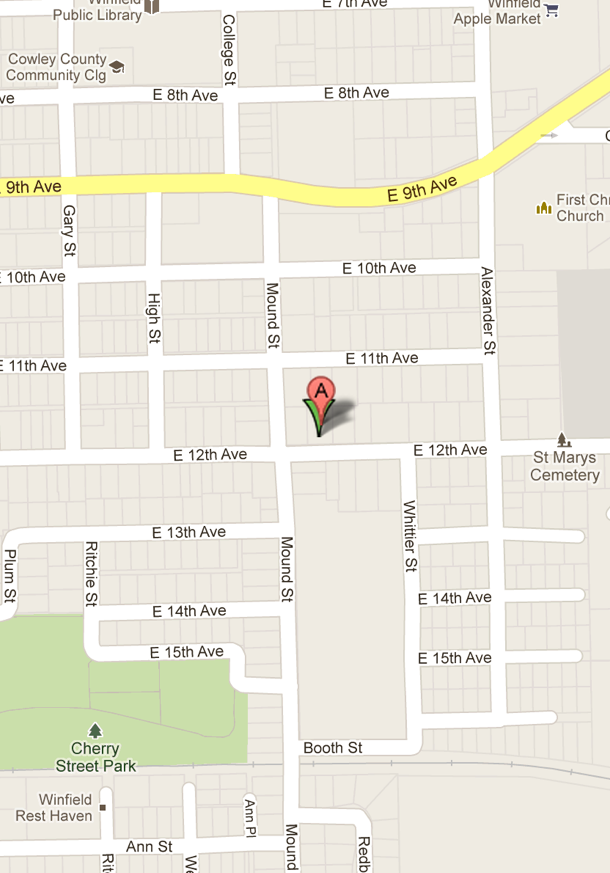 Winfield
Public Library
E 7th Ave
Winfield
Apple Market
College St
Cowley County
Community Clg
ve
E 8th Ave
E 8th Ave
9th Ave
E 9th Ave
First Chr
Church
Gary St
E 10th Ave
E 10th Ave
High St
Mound St
Alexander St
E 11th Ave
E 11th Ave
A
E 12th Ave
E 12th Ave
St Marys
Cemetery
Whittier St
E 13th Ave
Plum St
Ritchie St
Mound St
E 14th Ave
E 14th Ave
E 15th Ave
E 15th Ave
Cherry
Street Park
Booth St
Winfield
Rest Haven
Ann Pl
Ann St
Mound
Redb
Rit
We